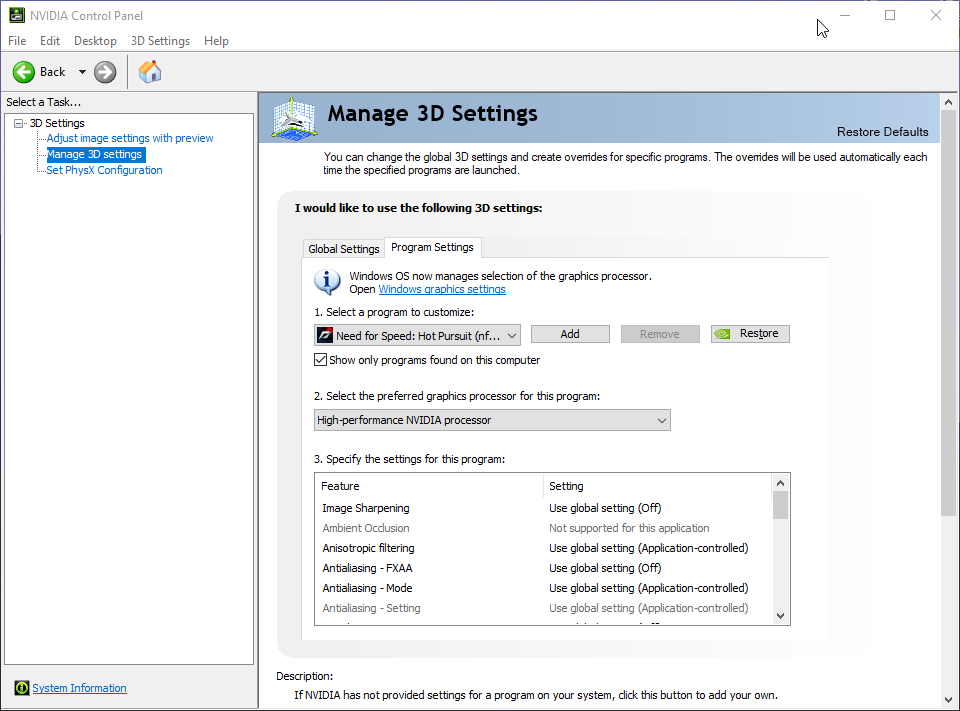 NVIDIA Control Panel
File Edit Desktop 3D Settings Help
Back
Select a Task...
3D Settings
Adjust image settings with preview
Manage 3D settings
Set PhysX Configuration
System Information
Manage 3D Settings
Restore Defaults
You can change the global 3D settings and create overrides for specific programs. The overrides will be used automatically each
time the specified programs are launched.
I would like to use the following 3D settings:
Global Settings Program Settings
Windows OS now manages selection of the graphics processor.
Open Windows graphics settings
1. Select a program to customize:
Need for Speed: Hot Pursuit (nf... Add Remove Restore
Show only programs found on this computer
2. Select the preferred graphics processor for this program:
High-performance NVIDIA processor
3. Specify the settings for this program:
Feature Setting
Image Sharpening Use global setting (Off)
Ambient Occlusion Not supported for this application
Anisotropic filtering Use global setting (Application-controlled)
Antialiasing - FXAA Use global setting (Off)
Antialiasing - Mode Use global setting (Application-controlled)
Antialiasing - Setting Use global setting (Application-controlled)
Description:
If NVIDIA has not provided settings for a program on your system, click this button to add your own.